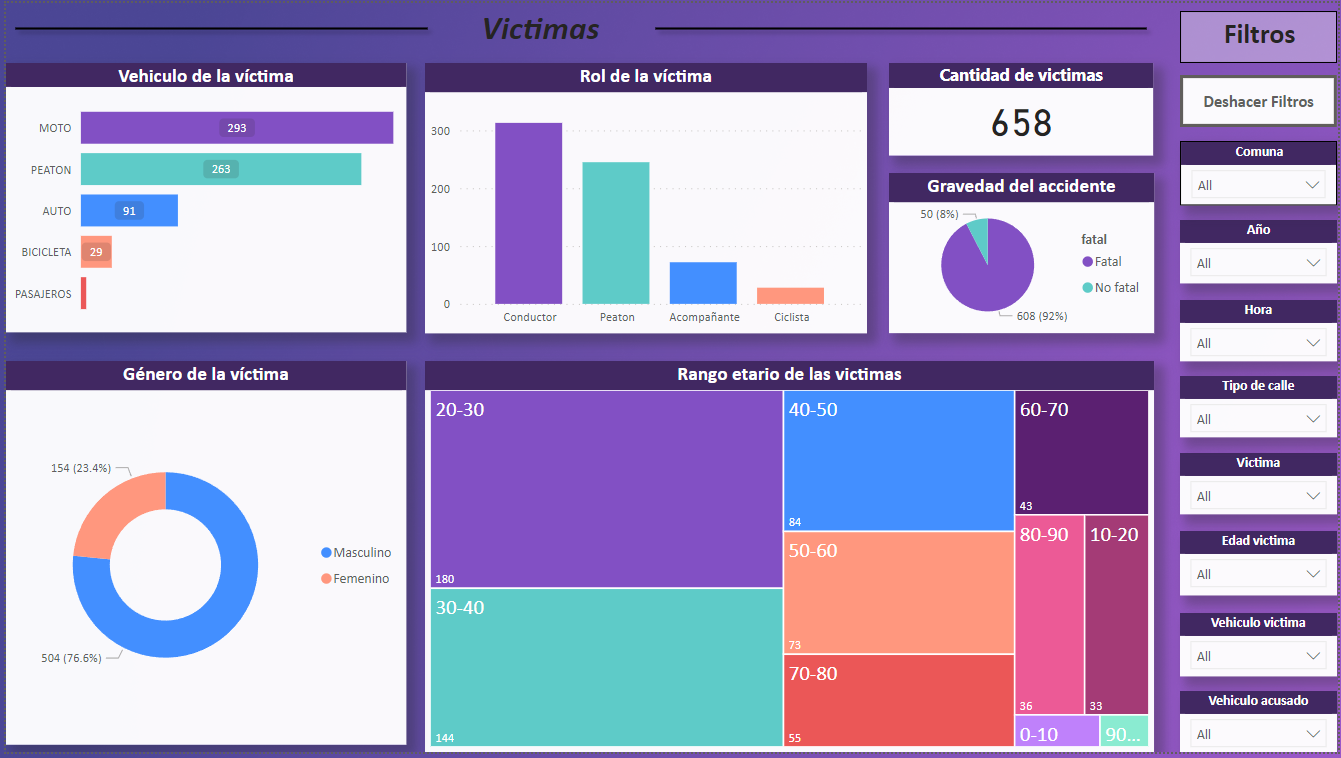 Victimas
Filtros
Deshacer Filtros
Vehiculo de la víctima
MOTO
293
PEATON
263
AUTO
91
BICICLETA
29
PASAJEROS
Rol de la víctima
300
200
100
0
Conductor
Peaton
Acompañante
Ciclista
Cantidad de victimas
658
Gravedad del accidente
50 (8%)
608 (92%)
fatal
Fatal
No fatal
Género de la víctima
154 (23.4%)
504 (76.6%)
Masculino
Femenino
Rango etario de las victimas
20-30
180
30-40
144
40-50
84
50-60
73
70-80
55
60-70
43
80-90
36
10-20
33
0-10
90...
Comuna
All
Año
All
Hora
All
Tipo de calle
All
Victima
All
Edad victima
All
Vehiculo victima
All
Vehiculo acusado
All